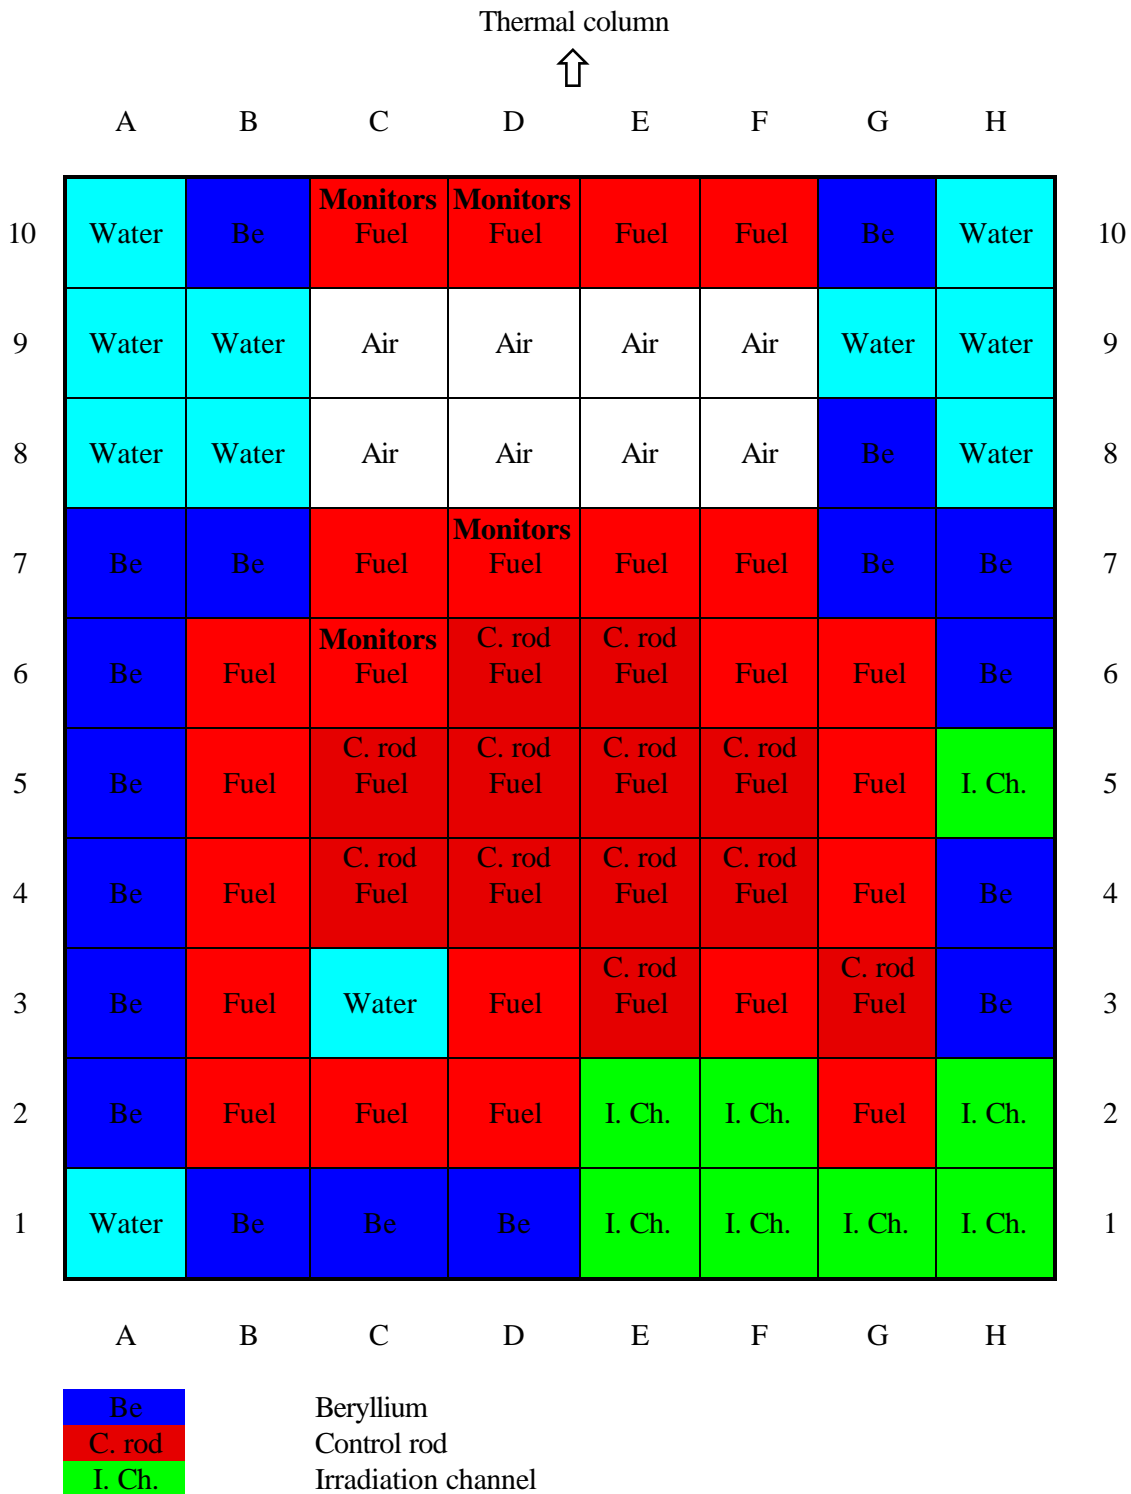 Thermal column
A B C D E F G H
Monitors Monitors
10 Water Be Fuel Fuel Fuel Fuel Be Water 10
9 Water Water Air Air Air Air Water Water 9
8 Water Water Air Air Air Air Be Water 8
Monitors
7 Be Be Fuel Fuel Fuel Fuel Be Be 7
Monitors C. rod C. rod
6 Be Fuel Fuel Fuel Fuel Fuel Fuel Be 6
C. rod C. rod C. rod C. rod
5 Be Fuel Fuel Fuel Fuel Fuel Fuel I. Ch. 5
C. rod C. rod C. rod C. rod
4 Be Fuel Fuel Fuel Fuel Fuel Fuel Be 4
C. rod C. rod
3 Be Fuel Water Fuel Fuel Fuel Fuel Be 3
2 Be Fuel Fuel Fuel I. Ch. I. Ch. Fuel I. Ch. 2
1 Water Be Be Be I. Ch. I. Ch. I. Ch. I. Ch. 1
A B C D E F G H
Be Beryllium
C. rod Control rod
I. Ch. Irradiation channel